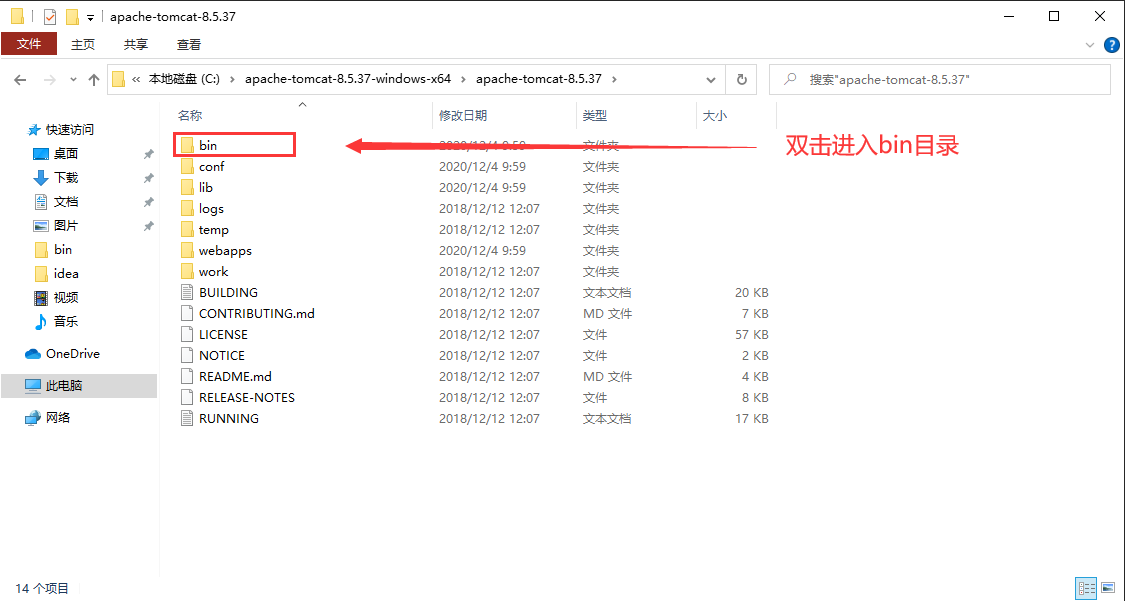 apache-tomcat-8.5.37
文件 主页 共享 查看
« 本地磁盘 (C:) › apache-tomcat-8.5.37-windows-x64 › apache-tomcat-8.5.37 ›
搜索"apache-tomcat-8.5.37"
快速访问
桌面
下载
文档
图片
bin
idea
视频
音乐
OneDrive
此电脑
网络
名称 修改日期 类型 大小
bin 2020/12/4 9:59 文件夹
双击进入bin目录
conf 2020/12/4 9:59 文件夹
lib 2020/12/4 9:59 文件夹
logs 2018/12/12 12:07 文件夹
temp 2018/12/12 12:07 文件夹
webapps 2020/12/4 9:59 文件夹
work 2018/12/12 12:07 文件夹
BUILDING 2018/12/12 12:07 文本文档 20 KB
CONTRIBUTING.md 2018/12/12 12:07 MD 文件 7 KB
LICENSE 2018/12/12 12:07 文件 57 KB
NOTICE 2018/12/12 12:07 文件 2 KB
README.md 2018/12/12 12:07 MD 文件 4 KB
RELEASE-NOTES 2018/12/12 12:07 文件 8 KB
RUNNING 2018/12/12 12:07 文本文档 17 KB
14 个项目